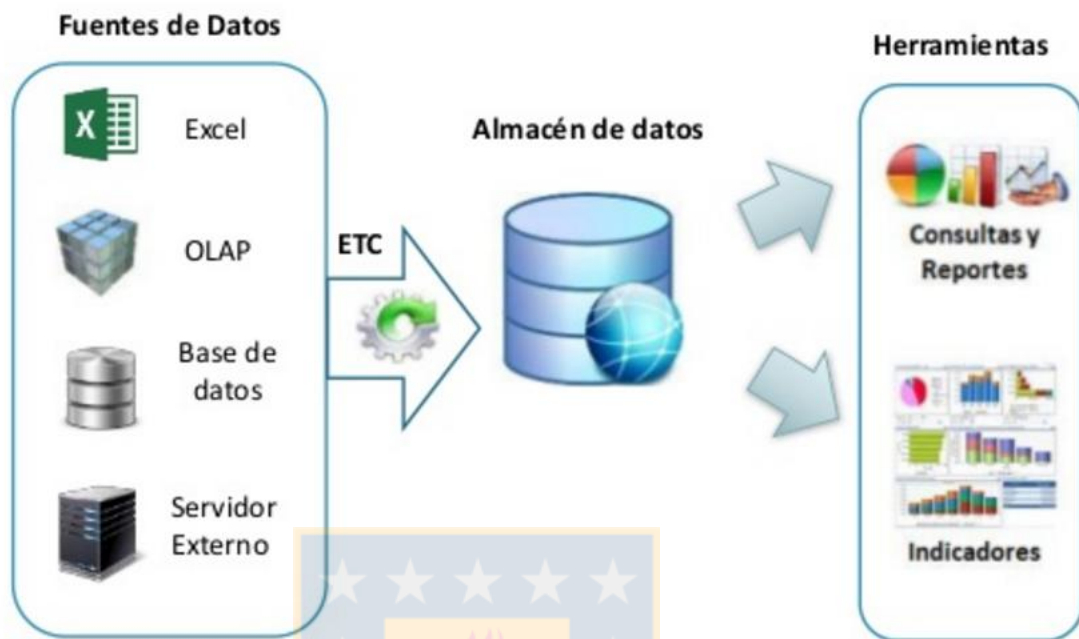 Fuentes de Datos
Excel
OLAP
Base de
datos
Servidor
Externo
ETC
Almacén de datos
Herramientas
Consultas y
Reportes
Indicadores